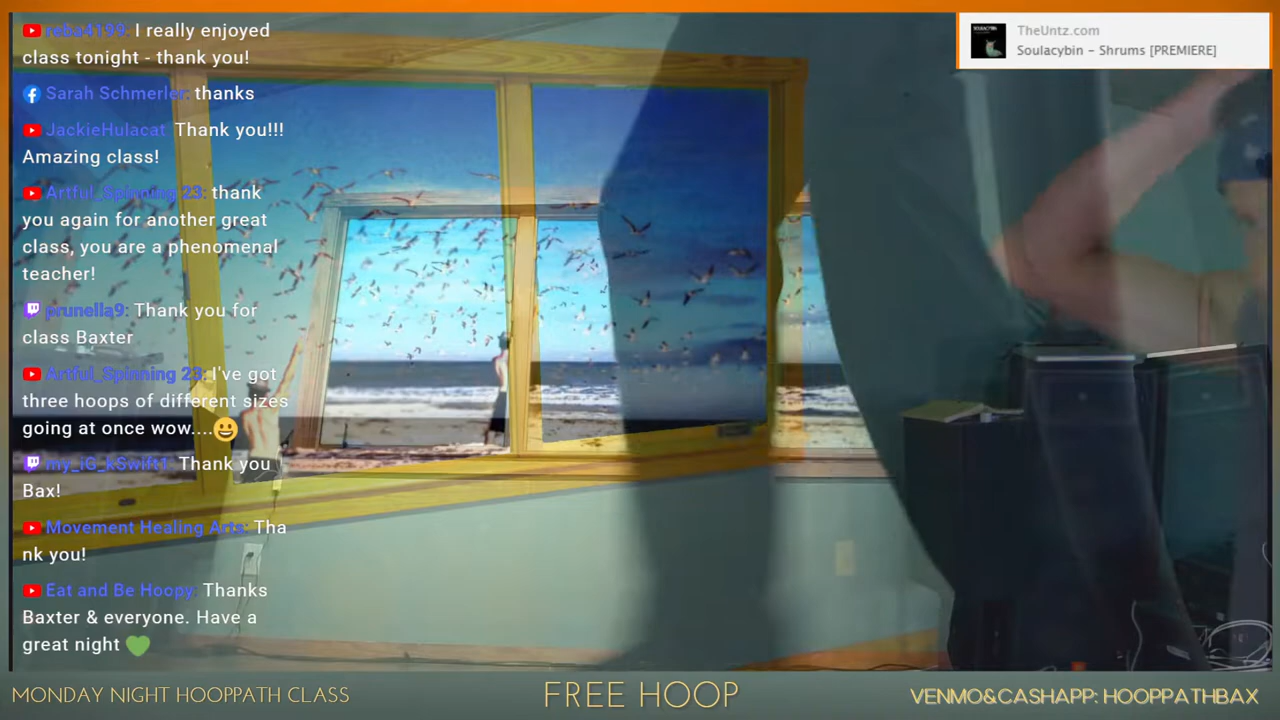 reba4199: I really enjoyed
class tonight - thank you!
Sarah Schmerler: thanks
JackieHulacat: Thank you!!!
Amazing class!
Artful_Spinning 23: thank
you again for another great
class, you are a phenomenal
teacher!
prunella9: Thank you for
class Baxter
Artful_Spinning 23: I've got
three hoops of different sizes
going at once wow....😀
my_iG_kSwift1: Thank you
Bax!
Movement Healing Arts: Tha
nk you!
Eat and Be Hoopy: Thanks
Baxter & everyone. Have a
great night 💚
TheUntz.com
Soulacybin - Shrums [PREMIERE]
MONDAY NIGHT HOOPPATH CLASS
FREE HOOP
VENMO&CASHAPP: HOOPPATHBAX